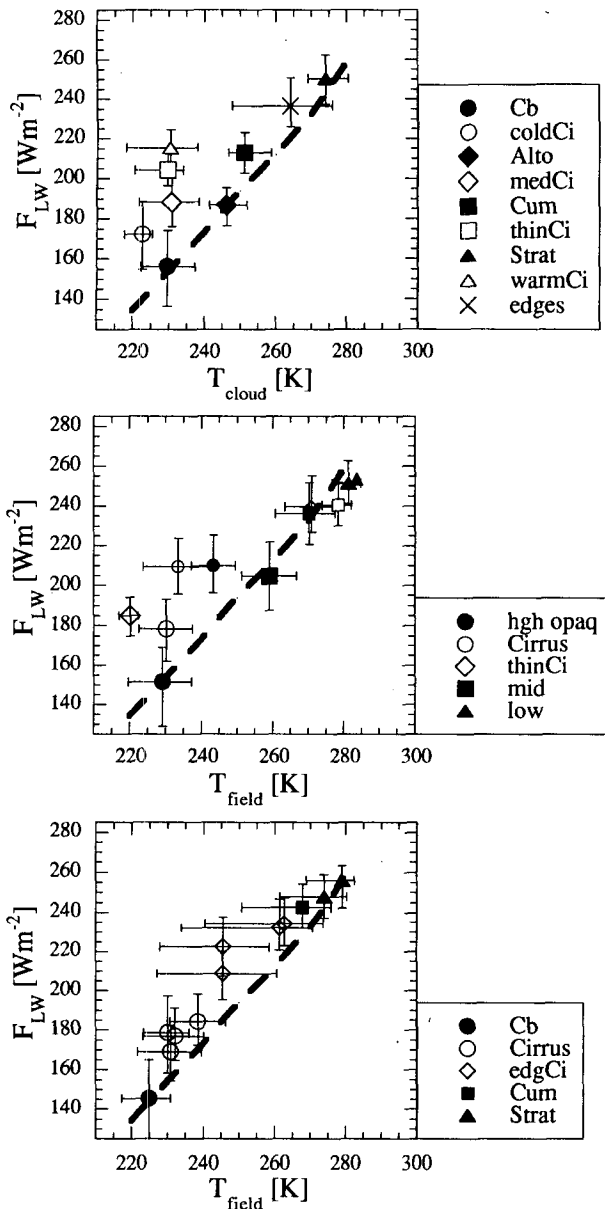 280
260
240
220
200
180
160
140
F_LW [Wm^-2]
220 240 260 280 300
T_cloud [K]
Cb
coldCi
Alto
medCi
Cum
thinCi
Strat
warmCi
edges
280
260
240
220
200
180
160
140
F_LW [Wm^-2]
220 240 260 280 300
T_field [K]
hgh opaq
Cirrus
thinCi
mid
low
280
260
240
220
200
180
160
140
F_LW [Wm^-2]
220 240 260 280 300
T_field [K]
Cb
Cirrus
edgCi
Cum
Strat